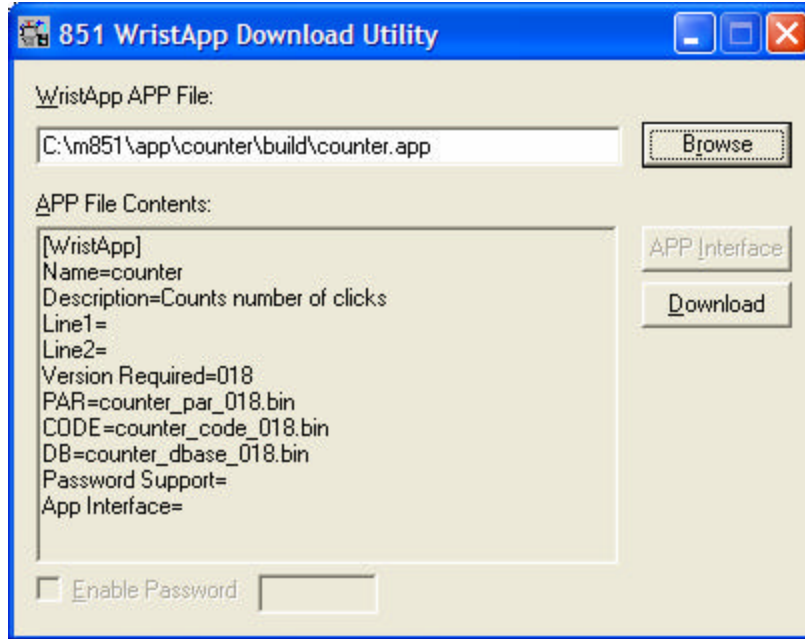 851 WristApp Download Utility
WristApp APP File:
C:\m851\app\counter\build\counter.app
Browse
APP File Contents:
[WristApp]
Name=counter
Description=Counts number of clicks
Line1=
Line2=
Version Required=018
PAR=counter_par_018.bin
CODE=counter_code_018.bin
DB=counter_dbase_018.bin
Password Support=
App Interface=
APP Interface
Download
Enable Password